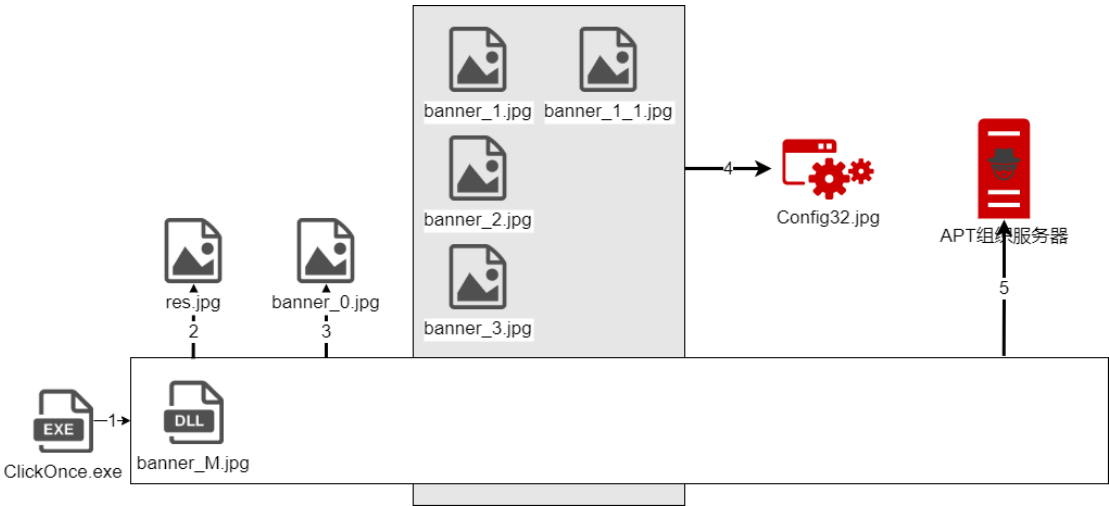 banner_1.jpg
banner_1_1.jpg
banner_2.jpg
banner_3.jpg
4
Config32.jpg
APT组织服务器
5
res.jpg
2
banner_0.jpg
3
EXE
ClickOnce.exe
1
DLL
banner_M.jpg